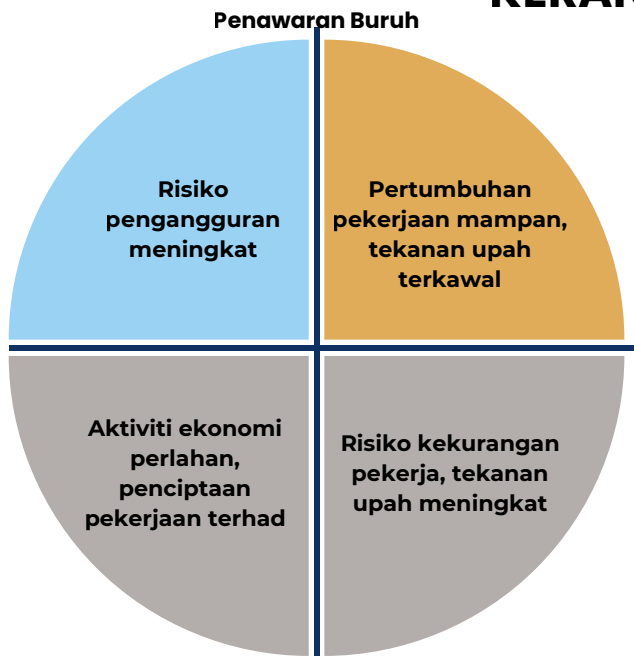 Penawaran Buruh
Risiko
pengangguran
meningkat
Pertumbuhan
pekerjaan mampan,
tekanan upah
terkawal
Aktiviti ekonomi
perlahan,
penciptaan
pekerjaan terhad
Risiko kekurangan
pekerja, tekanan
upah meningkat